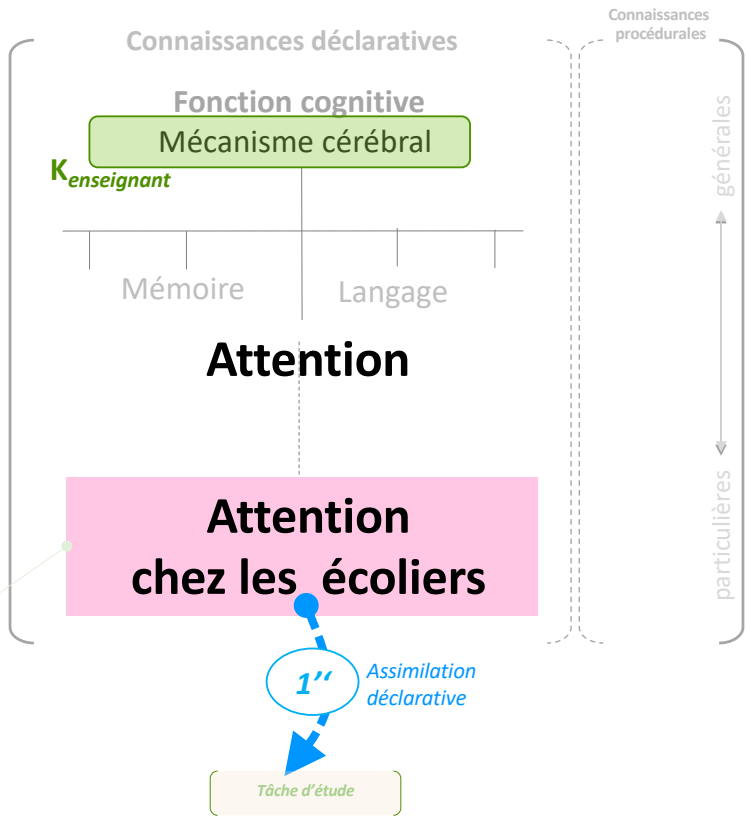 Connaissances déclaratives
Connaissances
procédurales
Fonction cognitive
Mécanisme cérébral
Kenseignant
générales
Mémoire
Langage
Attention
particulières
Attention
chez les écoliers
1’‘
Assimilation
déclarative
Tâche d’étude